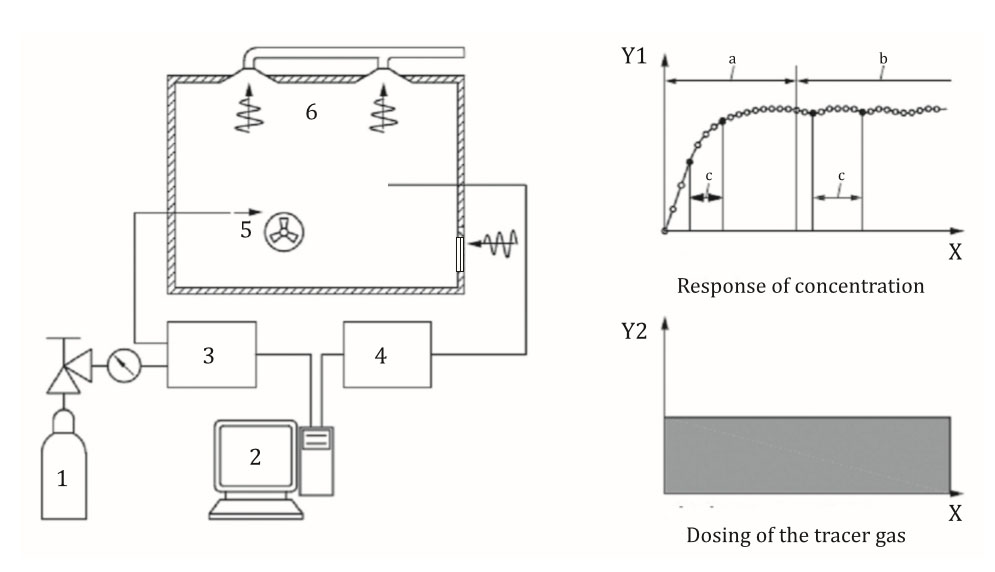 6
5
3
4
2
1
Y1
a
b
c
c
X
Response of concentration
Y2
X
Dosing of the tracer gas